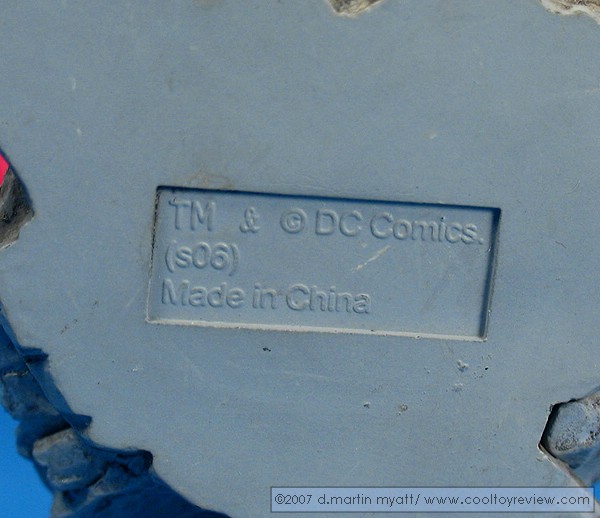 TM & © DC Comics.
(s06)
Made in China
©2007 d.martin myatt/ www.cooltoyreview.com